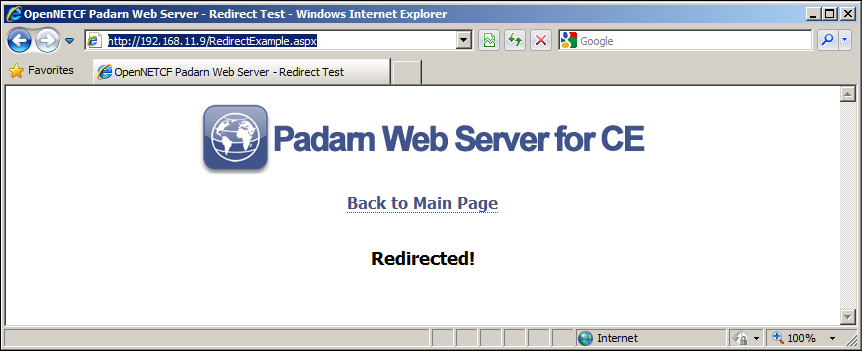 OpenNETCF Padarn Web Server - Redirect Test - Windows Internet Explorer
http://192.168.11.9/RedirectExample.aspx
Google
Favorites
OpenNETCF Padarn Web Server - Redirect Test
Padarn Web Server for CE
Back to Main Page
Redirected!
Internet
100%